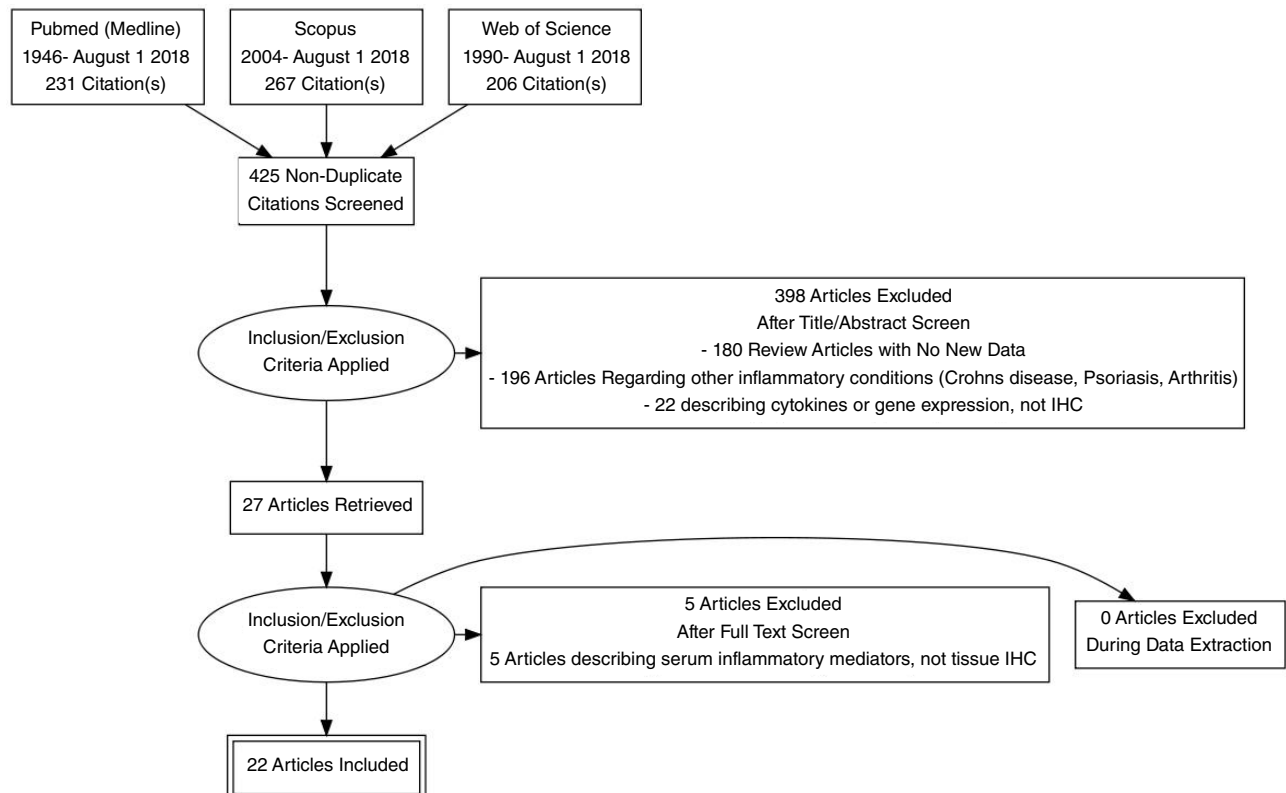 Pubmed (Medline)
1946- August 1 2018
231 Citation(s)
Scopus
2004- August 1 2018
267 Citation(s)
Web of Science
1990- August 1 2018
206 Citation(s)
425 Non-Duplicate
Citations Screened
Inclusion/Exclusion
Criteria Applied
398 Articles Excluded
After Title/Abstract Screen
- 180 Review Articles with No New Data
- 196 Articles Regarding other inflammatory conditions (Crohns disease, Psoriasis, Arthritis)
- 22 describing cytokines or gene expression, not IHC
27 Articles Retrieved
Inclusion/Exclusion
Criteria Applied
5 Articles Excluded
After Full Text Screen
5 Articles describing serum inflammatory mediators, not tissue IHC
0 Articles Excluded
During Data Extraction
22 Articles Included